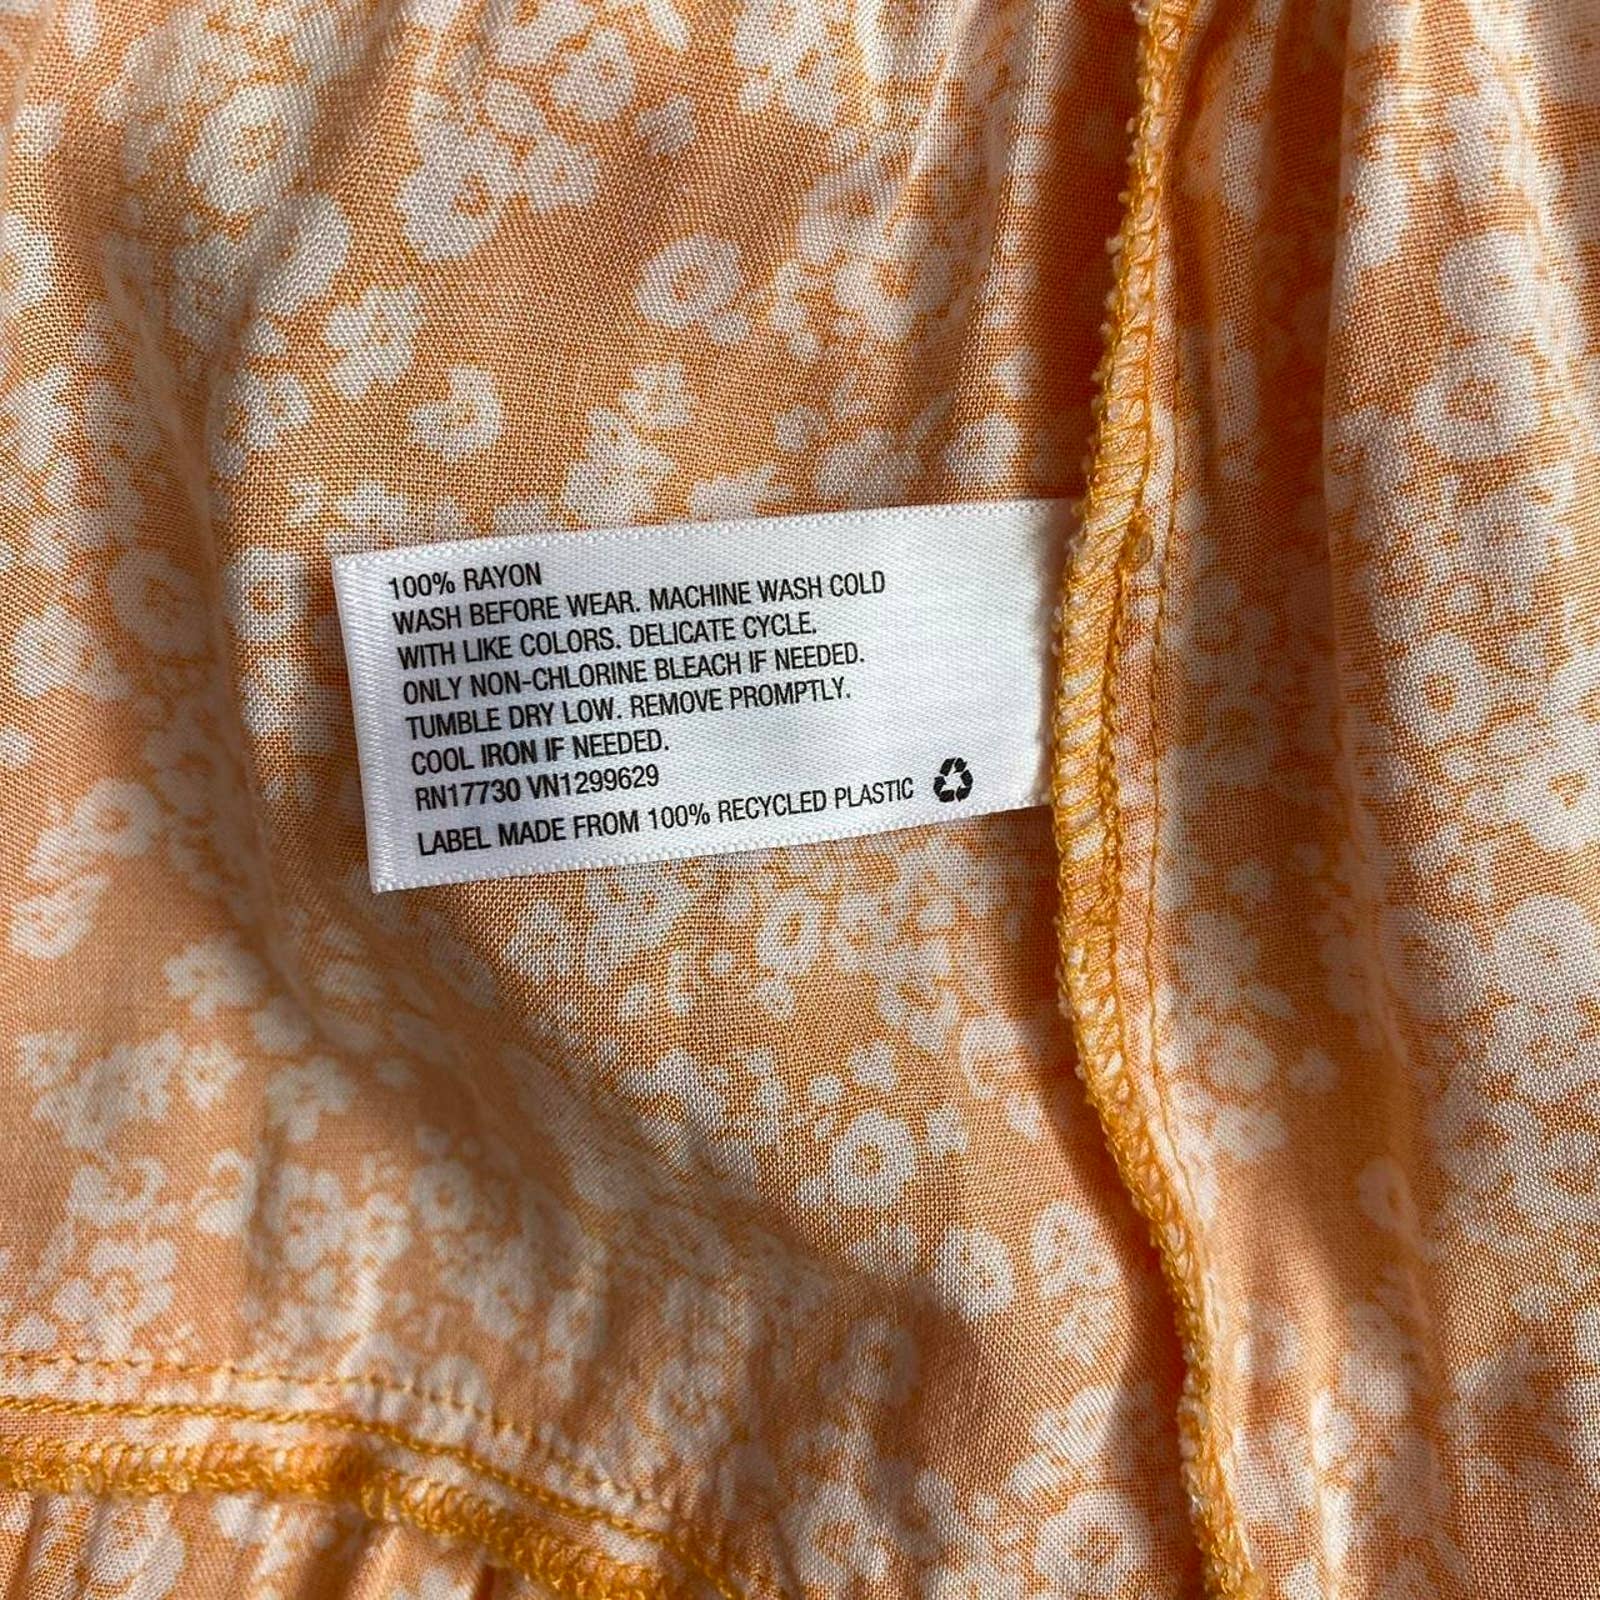 100% RAYON
WASH BEFORE WEAR. MACHINE WASH COLD
WITH LIKE COLORS. DELICATE CYCLE.
ONLY NON-CHLORINE BLEACH IF NEEDED.
TUMBLE DRY LOW. REMOVE PROMPTLY.
COOL IRON IF NEEDED.
RN17730 VN1299629
LABEL MADE FROM 100% RECYCLED PLASTIC